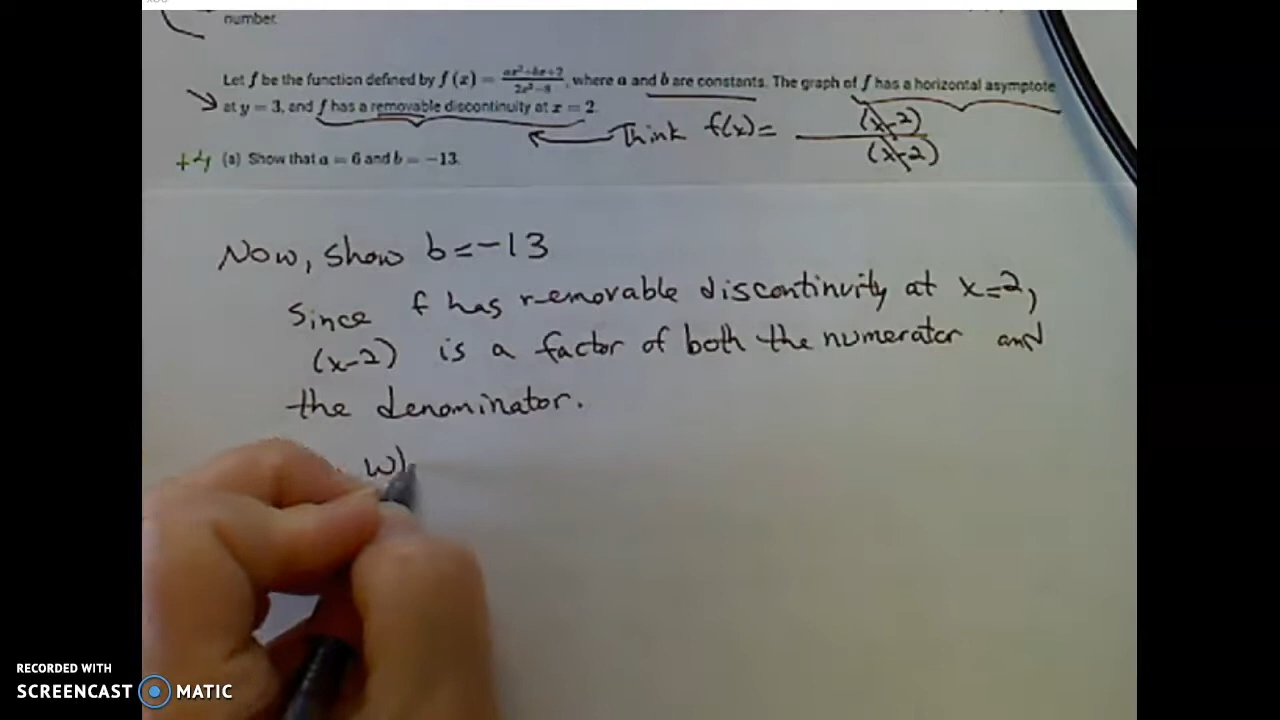 number.
Let f be the function defined by f(x) = (ax²+bx+2)/(2x²-8), where a and b are constants. The graph of f has a horizontal asymptote
at y = 3, and f has a removable discontinuity at x = 2.
Think f(x) = (x-2)/(x-2)
+4 (a) Show that a = 6 and b = -13.
Now, show b=-13
Since f has removable discontinuity at x=2,
(x-2) is a factor of both the numerator and
the denominator.
RECORDED WITH
SCREENCAST MATIC